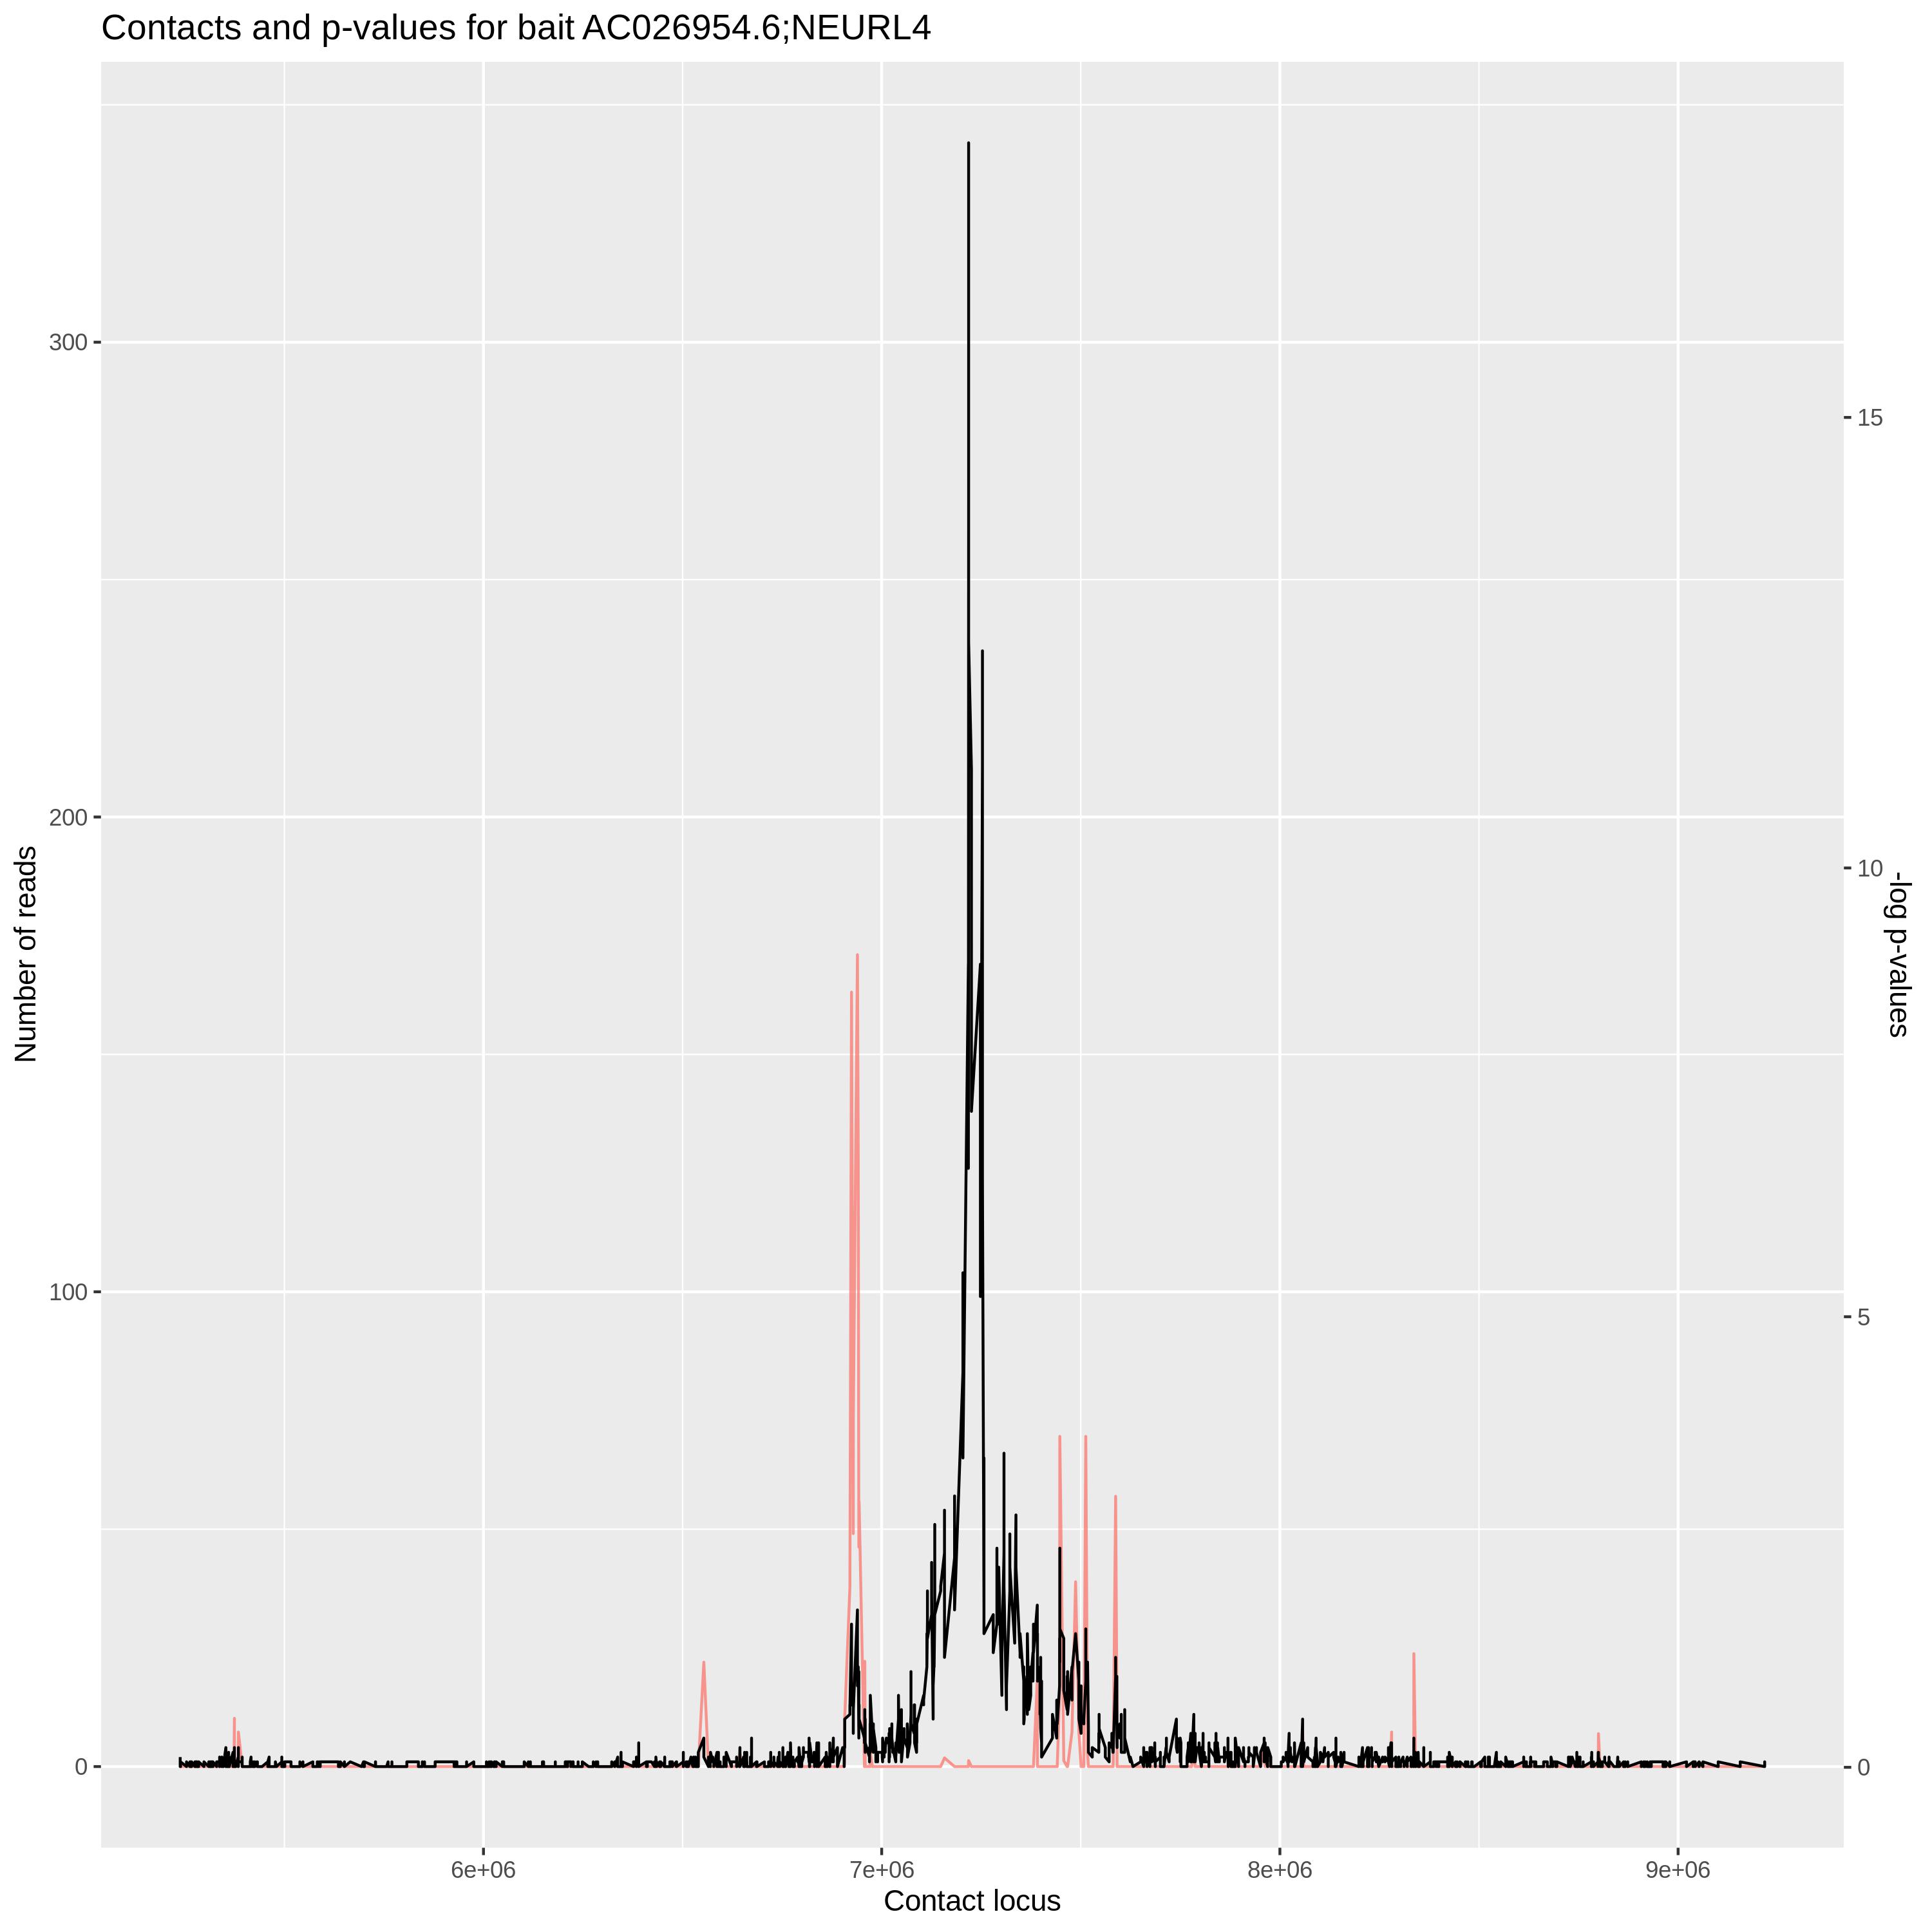 Contacts and p-values for bait AC026954.6;NEURL4
300
200
100
0
Number of reads
15
10
5
0
-log p-values
6e+06
7e+06
8e+06
9e+06
Contact locus